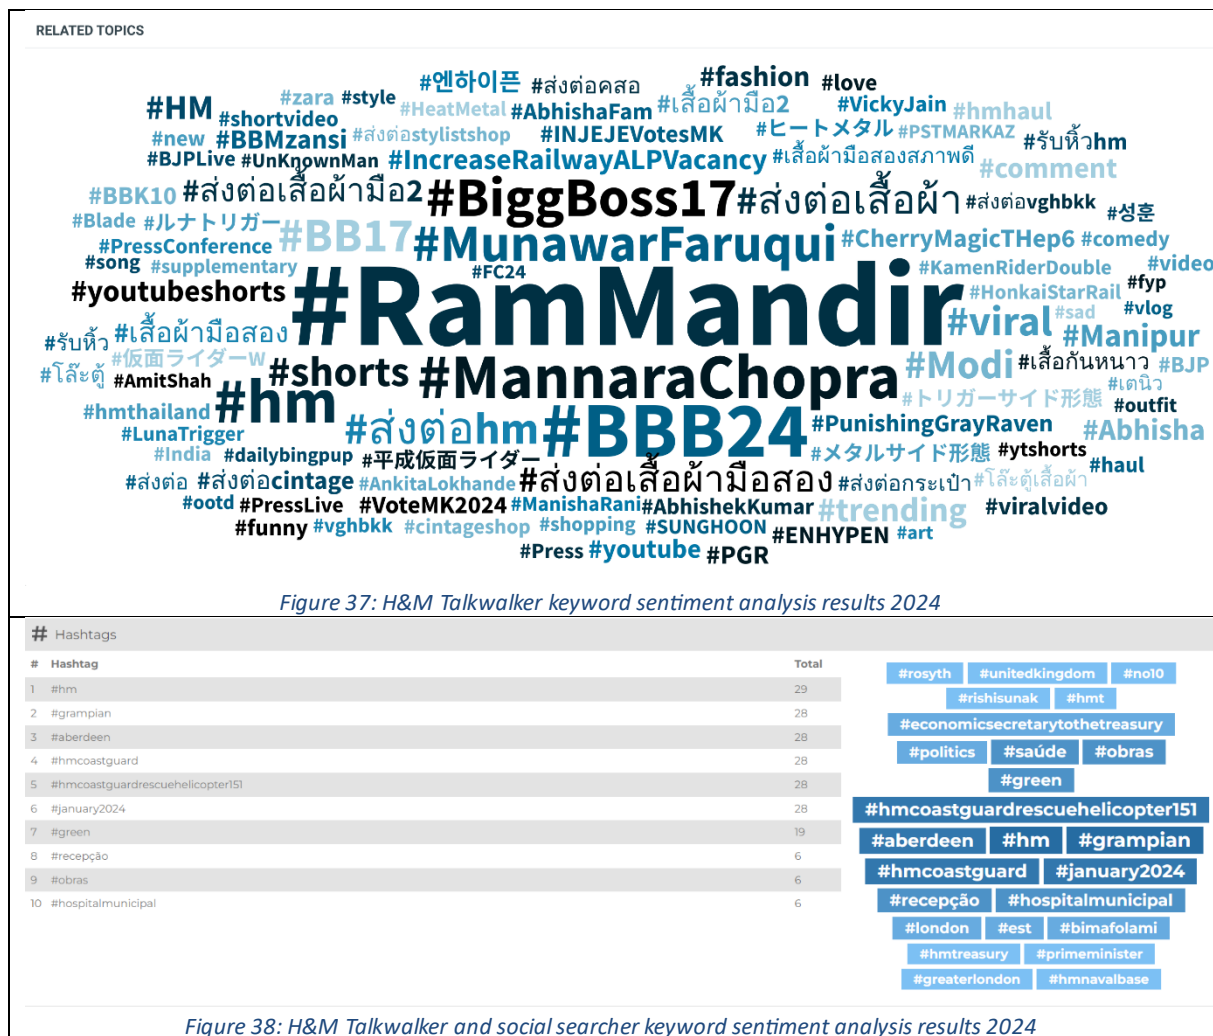 RELATED TOPICS
#엔하이픈 #ส่งต่อคสอ #fashion #love
#HM #zara #style #HeatMetal #AbhishaFam #เสื้อผ้ามือ2 #VickyJain #hmhaul
#shortvideo
#new #BBMzansi #ส่งต่อstylistshop #INJEJEVotesMK #ヒートメタル #PSTMARKAZ #รับหิ้วhm
#BJPLive #UnKnownMan #IncreaseRailwayALPVacancy #เสื้อผ้ามือสองสภาพดี #comment
#BBK10 #ส่งต่อเสื้อผ้ามือ2 #BiggBoss17 #ส่งต่อเสื้อผ้า #ส่งต่อvghbkk #성훈
#Blade #ルナトリガー #BB17 #MunawarFaruqui #CherryMagicTHep6 #comedy
#PressConference
#song #supplementary #FC24 #KamenRiderDouble #video
#youtubeshorts #RamMandir #HonkaiStarRail #fyp
#รับหิ้ว #เสื้อผ้ามือสอง #viral #sad #vlog
#Manipur
#仮面ライダーW #shorts #MannaraChopra #Modi #เสื้อกันหนาว #BJP
#โล๊ะตู้ #AmitShah #เตนิว
#hmthailand #hm #トリガーサイド形態 #outfit
#LunaTrigger #ส่งต่อhm #BBB24 #PunishingGrayRaven #Abhisha
#India #dailybingpup #平成仮面ライダー #メタルサイド形態 #ytshorts
#haul
#ส่งต่อ #ส่งต่อcintage #AnkitaLokhande #ส่งต่อเสื้อผ้ามือสอง #ส่งต่อกระเป๋า #โล๊ะตู้เสื้อผ้า
#ootd #PressLive #VoteMK2024 #ManishaRani #AbhishekKumar #trending #viralvideo
#funny #vghbkk #cintageshop #shopping #SUNGHOON #ENHYPEN #art
#Press #youtube #PGR
Figure 37: H&M Talkwalker keyword sentiment analysis results 2024
# Hashtags
# Hashtag Total
1 #hm 29
2 #grampian 28
3 #aberdeen 28
4 #hmcoastguard 28
5 #hmcoastguardrescuehelicopter151 28
6 #january2024 28
7 #green 19
8 #recepção 6
9 #obras 6
10 #hospitalmunicipal 6
#rosyth #unitedkingdom #no10
#rishisunak #hmt
#economicsecretarytothetreasury
#politics #saúde #obras
#green
#hmcoastguardrescuehelicopter151
#aberdeen #hm #grampian
#hmcoastguard #january2024
#recepção #hospitalmunicipal
#london #est #bimafolami
#hmtreasury #primeminister
#greaterlondon #hmnavalbase
Figure 38: H&M Talkwalker and social searcher keyword sentiment analysis results 2024